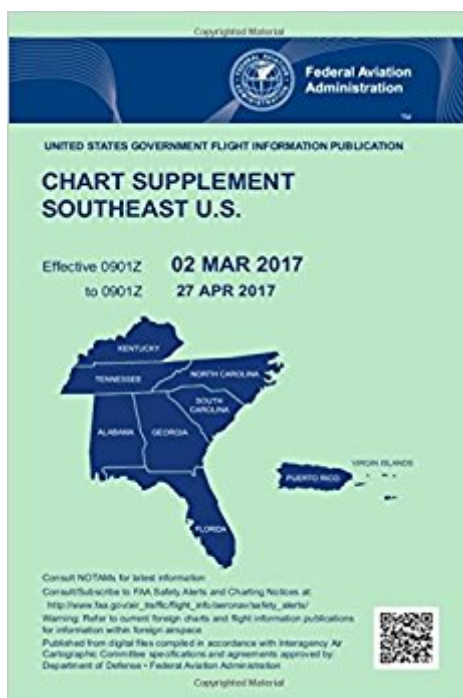 Copyrighted Material
FEDERAL AVIATION
ADMINISTRATION
Federal Aviation
Administration
TM
UNITED STATES GOVERNMENT FLIGHT INFORMATION PUBLICATION
CHART SUPPLEMENT
SOUTHEAST U.S.
Effective 0901Z 02 MAR 2017
to 0901Z 27 APR 2017
KENTUCKY
TENNESSEE
NORTH CAROLINA
SOUTH
CAROLINA
ALABAMA
GEORGIA
VIRGIN ISLANDS
PUERTO RICO
FLORIDA
Consult NOTAMs for latest information
Consult/Subscribe to FAA Safety Alerts and Charting Notices at:
http://www.faa.gov/air_traffic/flight_info/aeronav/safety_alerts/
Warning: Refer to current foreign charts and flight information publications
for information within foreign airspace
Published from digital files compiled in accordance with Interagency Air
Cartographic Committee specifications and agreements approved by:
Department of Defense • Federal Aviation Administration
Copyrighted Material